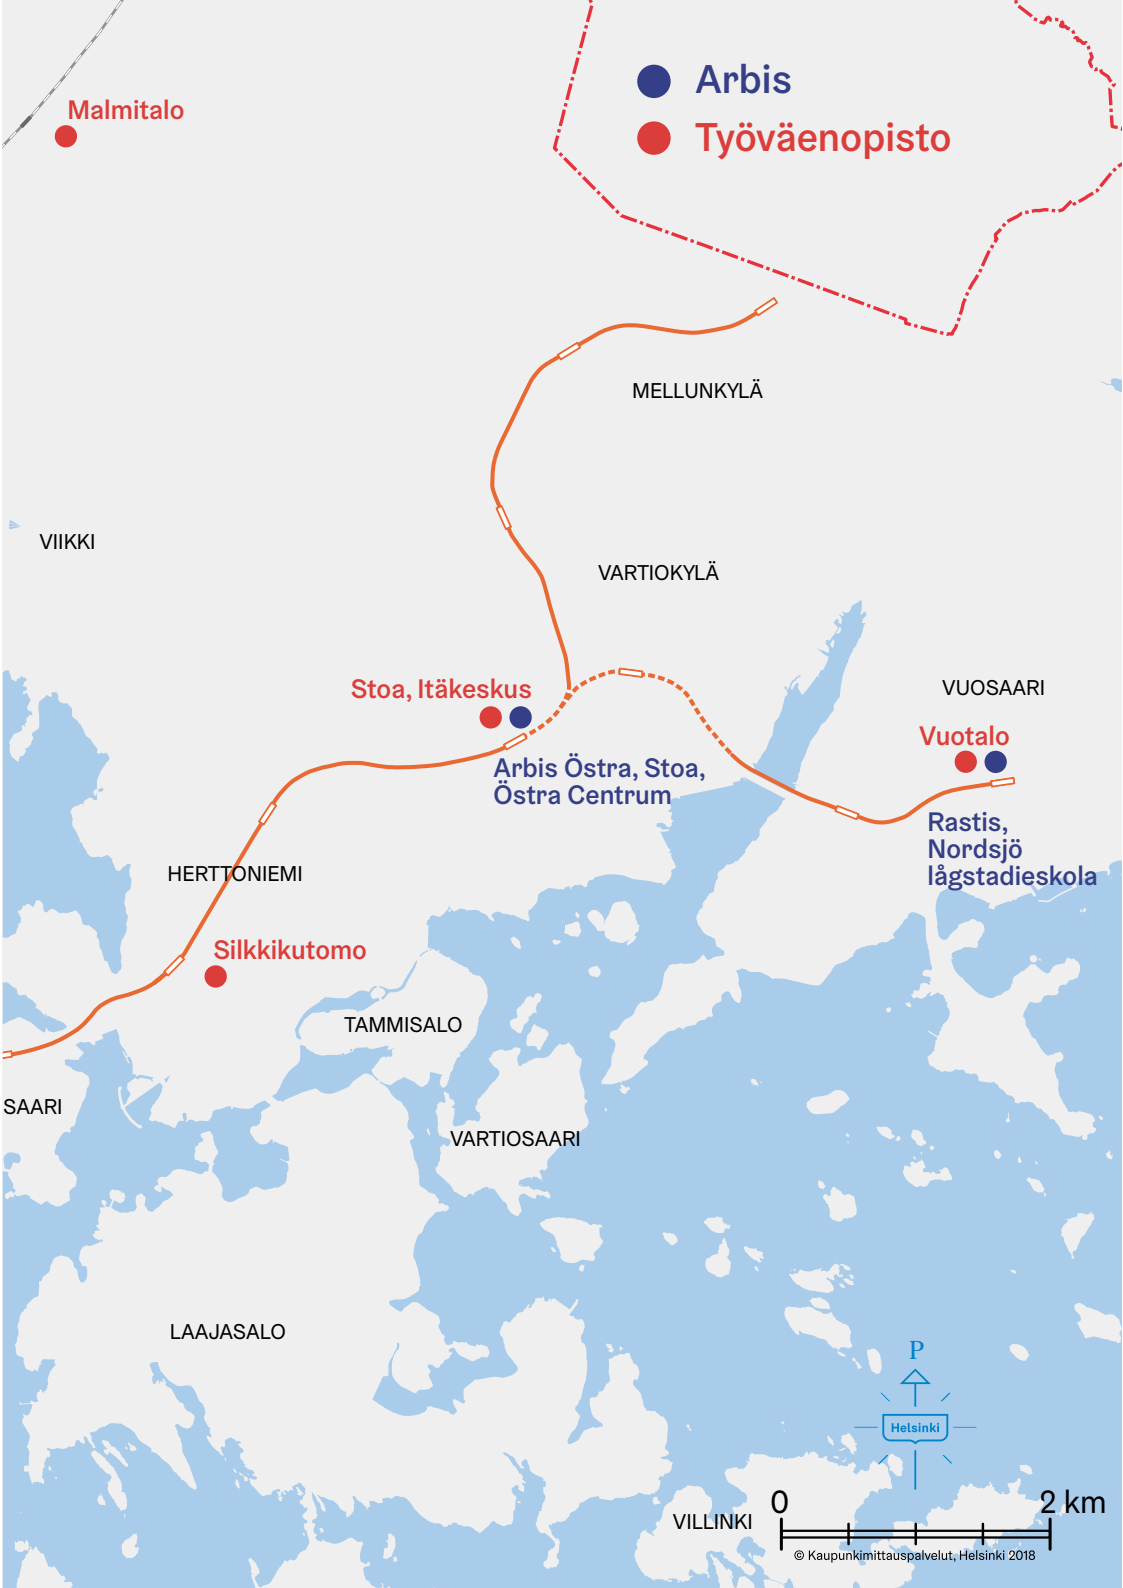 Arbis
Malmitalo
Työväenopisto
MELLUNKYLÄ
VIIKKI
VARTIOKYLÄ
Stoa, Itäkeskus
VUOSAARI
Vuotalo
Arbis Östra, Stoa,
Östra Centrum
Rastis,
Nordsjö
lågstadieskola
HERTTONIEMI
Silkkikutomo
TAMMISALO
SAARI
VARTIOSAARI
LAAJASALO
P
Helsinki
0
2 km
VILLINKI
© Kaupunkimittauspalvelut, Helsinki 2018